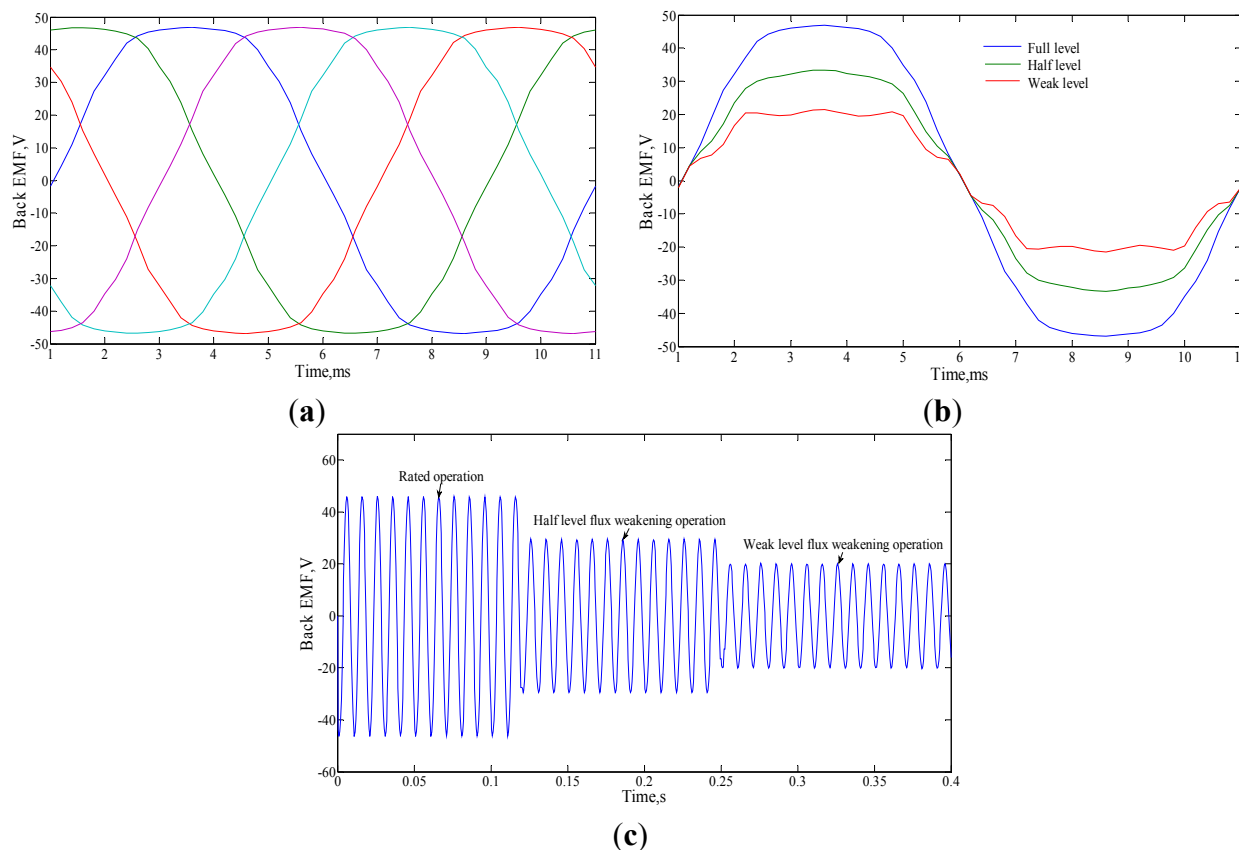 50
40
30
20
10
0
-10
-20
-30
-40
-50
Back EMF,V
1 2 3 4 5 6 7 8 9 10 11
Time,ms
(a)
50
40
30
20
10
0
-10
-20
-30
-40
-50
Back EMF,V
Full level
Half level
Weak level
1 2 3 4 5 6 7 8 9 10 1
Time,ms
(b)
60
40
20
0
-20
-40
-60
Back EMF,V
Rated operation
Half level flux weakening operation
Weak level flux weakening operation
0 0.05 0.1 0.15 0.2 0.25 0.3 0.35 0.4
Time,s
(c)